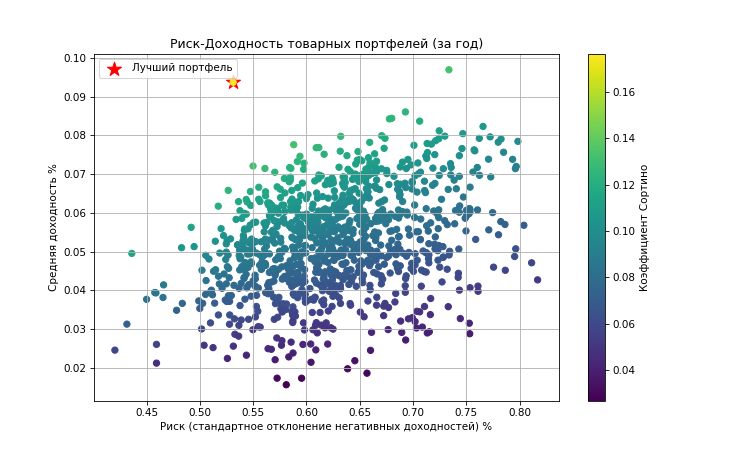 Риск-Доходность товарных портфелей (за год)
Лучший портфель
Средняя доходность %
0.10
0.09
0.08
0.07
0.06
0.05
0.04
0.03
0.02
0.45 0.50 0.55 0.60 0.65 0.70 0.75 0.80
Риск (стандартное отклонение негативных доходностей) %
0.16
0.14
0.12
0.10
0.08
0.06
0.04
Коэффициент Сортино